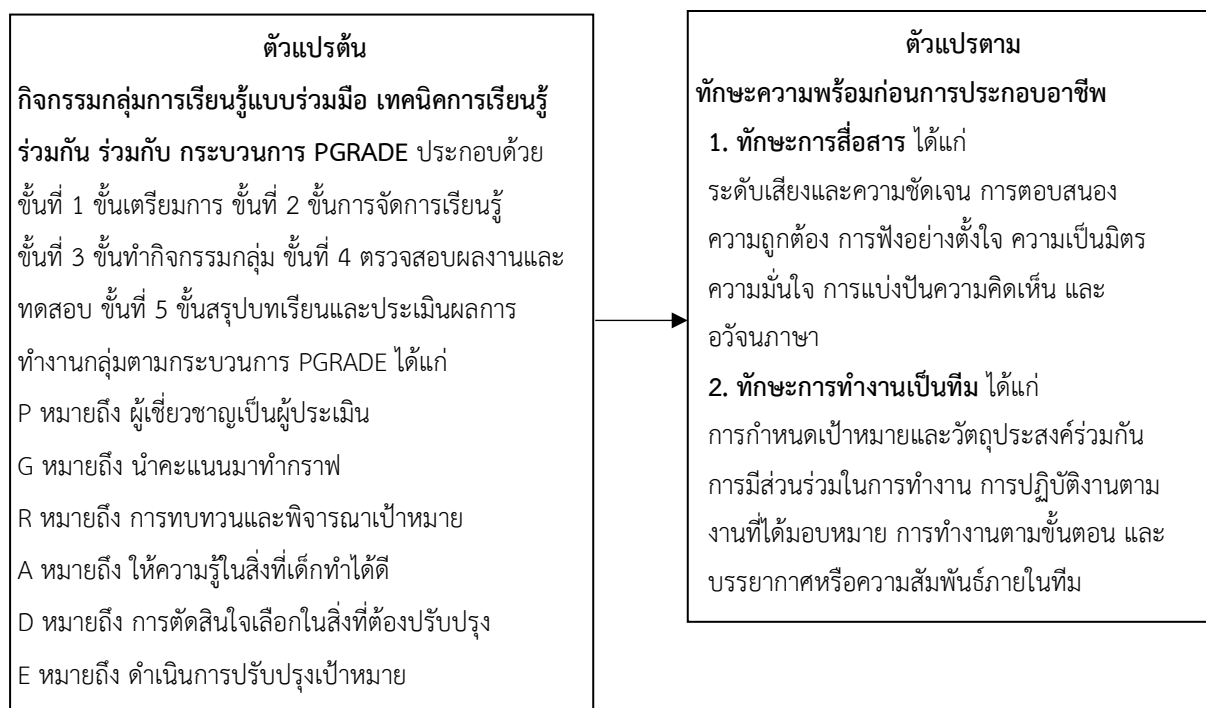 ตัวแปรต้น
กิจกรรมกลุ่มการเรียนรู้แบบร่วมมือ เทคนิคการเรียนรู้
ร่วมกัน ร่วมกับ กระบวนการ PGRADE ประกอบด้วย
ขั้นที่ 1 ขั้นเตรียมการ ขั้นที่ 2 ขั้นการจัดการเรียนรู้
ขั้นที่ 3 ขั้นทำกิจกรรมกลุ่ม ขั้นที่ 4 ตรวจสอบผลงานและ
ทดสอบ ขั้นที่ 5 ขั้นสรุปบทเรียนและประเมินผลการ
ทำงานกลุ่มตามกระบวนการ PGRADE ได้แก่
P หมายถึง ผู้เชี่ยวชาญเป็นผู้ประเมิน
G หมายถึง นำคะแนนมาทำกราฟ
R หมายถึง การทบทวนและพิจารณาเป้าหมาย
A หมายถึง ให้ความรู้ในสิ่งที่เด็กทำได้ดี
D หมายถึง การตัดสินใจเลือกในสิ่งที่ต้องปรับปรุง
E หมายถึง ดำเนินการปรับปรุงเป้าหมาย
ตัวแปรตาม
ทักษะความพร้อมก่อนการประกอบอาชีพ
1. ทักษะการสื่อสาร ได้แก่
ระดับเสียงและความชัดเจน การตอบสนอง
ความถูกต้อง การฟังอย่างตั้งใจ ความเป็นมิตร
ความมั่นใจ การแบ่งปันความคิดเห็น และ
อวัจนภาษา
2. ทักษะการทำงานเป็นทีม ได้แก่
การกำหนดเป้าหมายและวัตถุประสงค์ร่วมกัน
การมีส่วนร่วมในการทำงาน การปฏิบัติงานตาม
งานที่ได้มอบหมาย การทำงานตามขั้นตอน และ
บรรยากาศหรือความสัมพันธ์ภายในทีม